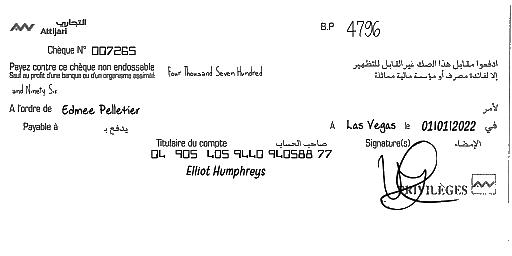 التجاري
Attijari
B.P 4796
Chèque N° 007265
Payez contre ce chèque non endossable Four Thousand Seven Hundred ادفعوا مقابل هذا الصك غير القابل للتظهير
Sauf au profit d'une banque ou d'un organisme assimilé إلا لفائدة مصرف أو مؤسسة مالية مماثلة
and Ninety Six
A l'ordre de Edmee Pelletier لأمر
Payable à يدفع بـ A Las Vegas le 01/01/2022 في
Titulaire du compte صاحب الحساب Signature(s) الإمضاء
04 905 405 9440 940588 77
Elliot Humphreys
PRIVILÈGES